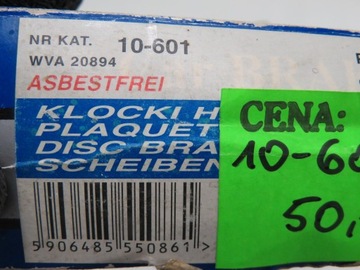 NR KAT. 10-601
WVA 20894
ASBESTFREI
KLOCKI H
PLAQUET
DISC BRA
SCHEIBEN
5906485 550861 >
CENA:
10-60
50,